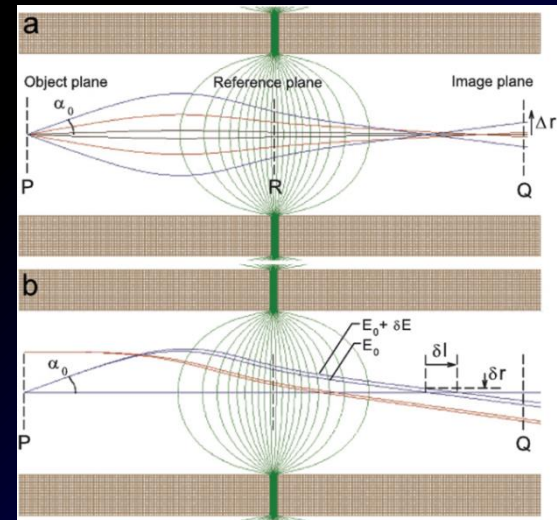 a
Object plane
Reference plane
Image plane
α₀
Δr
P
R
Q
b
E₀ + δE
E₀
δl
δr
α₀
P
Q